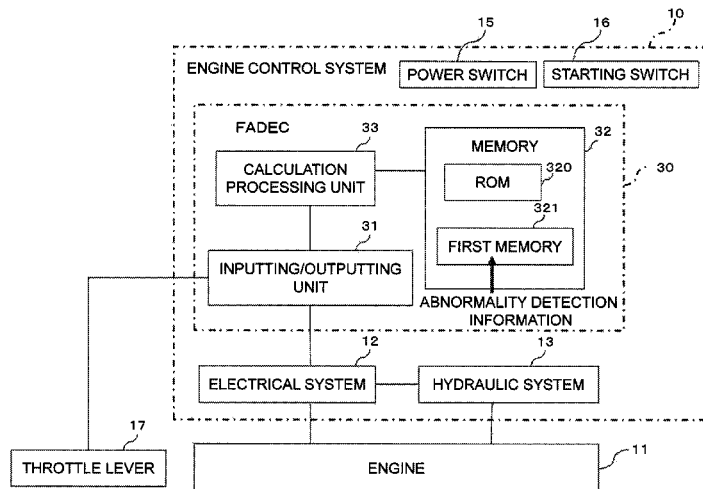 15
16
10
ENGINE CONTROL SYSTEM
POWER SWITCH
STARTING SWITCH
FADEC
33
32
MEMORY
30
CALCULATION
PROCESSING UNIT
ROM
320
321
31
FIRST MEMORY
INPUTTING/OUTPUTTING
UNIT
ABNORMALITY DETECTION
INFORMATION
12
13
ELECTRICAL SYSTEM
HYDRAULIC SYSTEM
17
THROTTLE LEVER
ENGINE
11